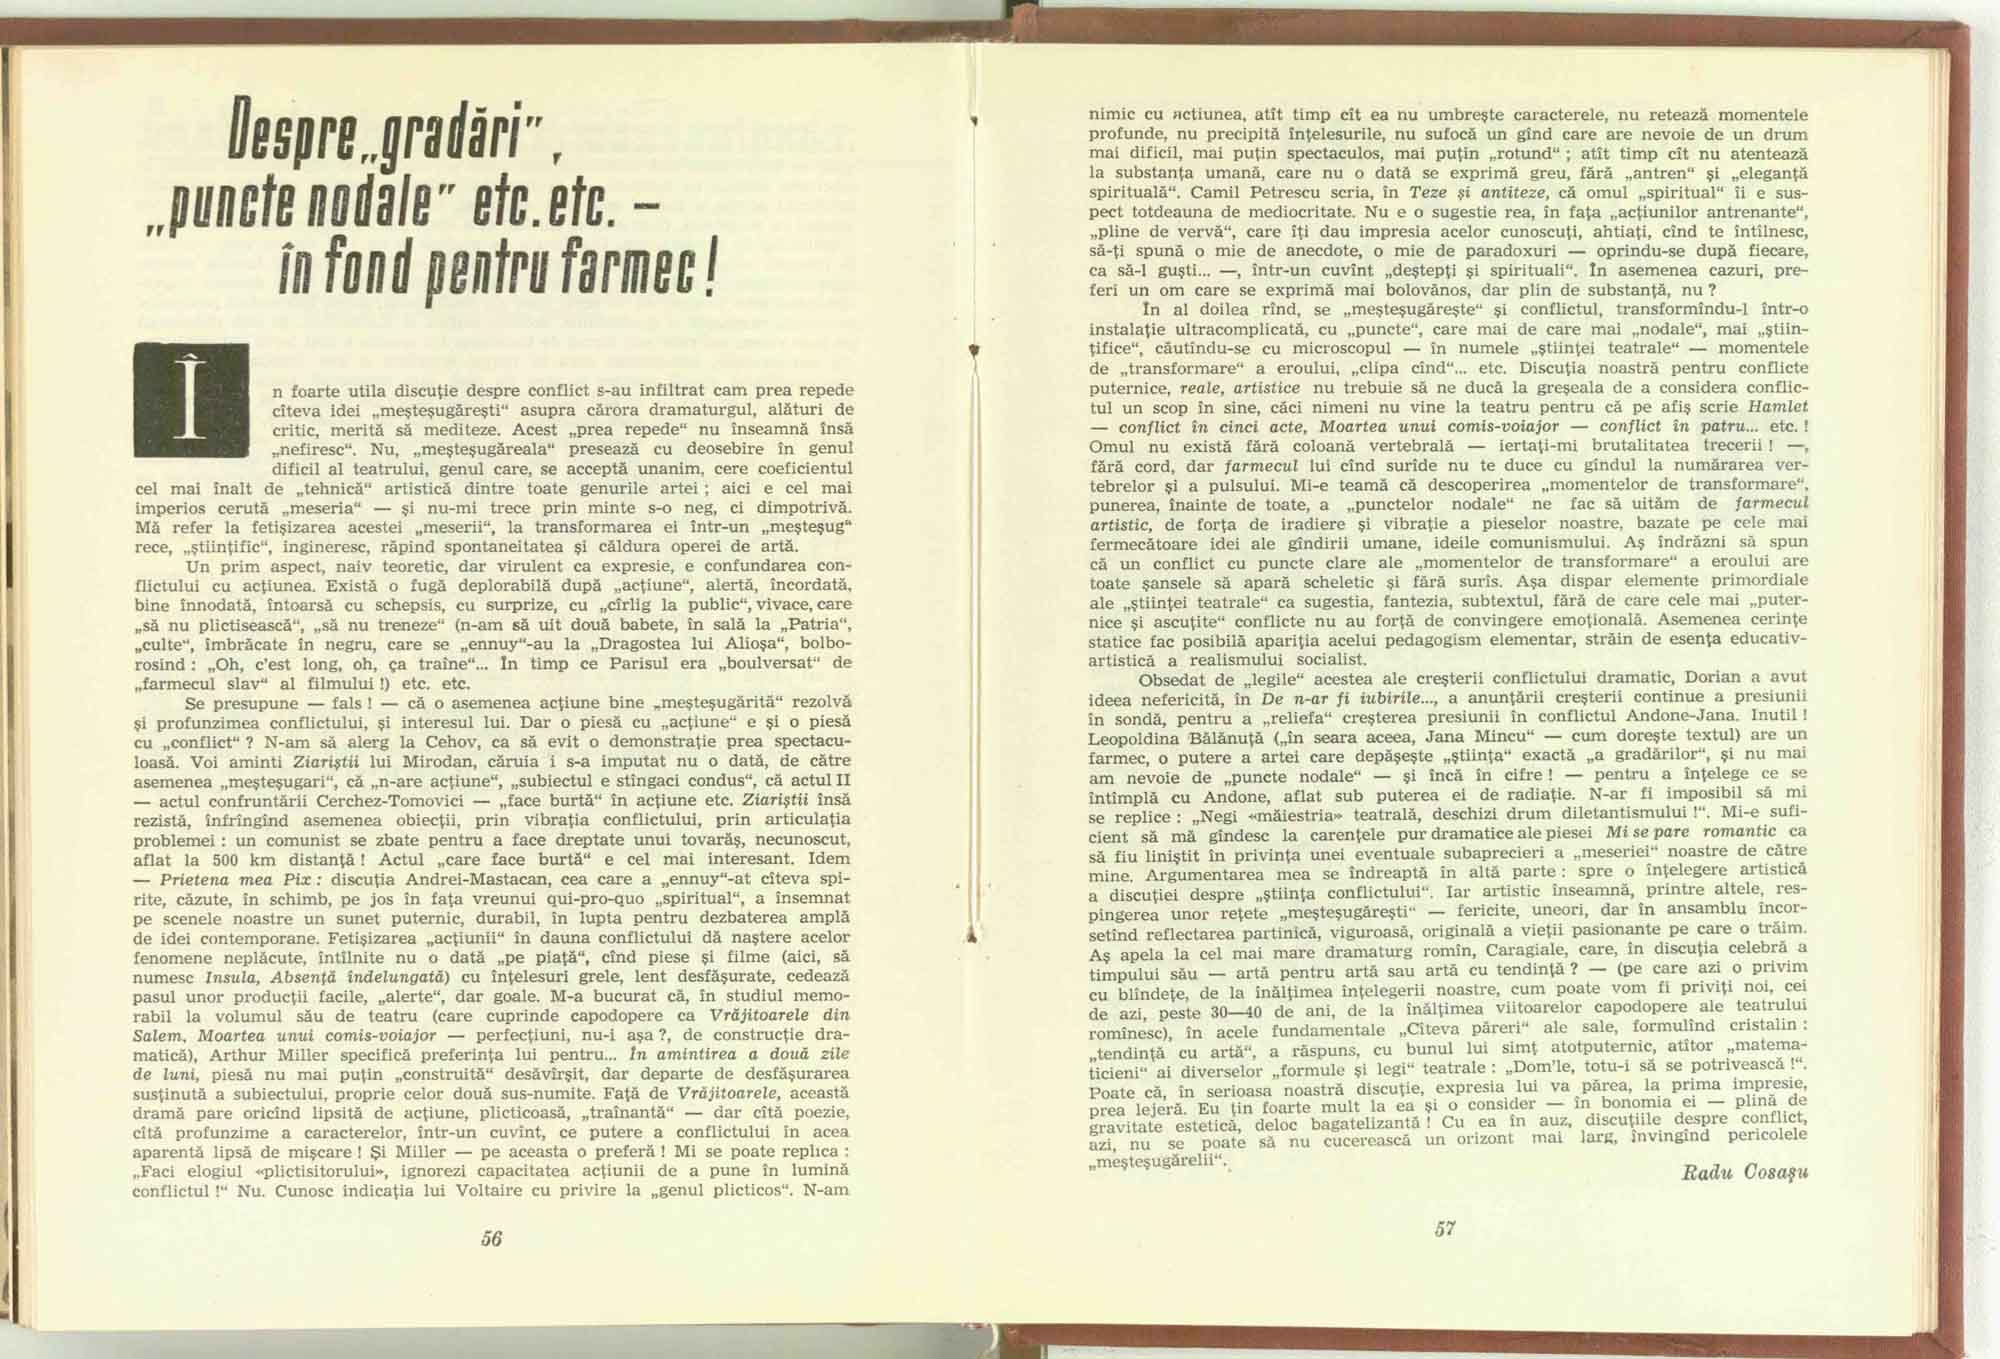 Despre „gradări",
„puncte nodale" etc. etc. –
în fond pentru farmec!
În foarte utila discuție despre conflict s-au infiltrat cam prea repede
cîteva idei „meșteșugărești“ asupra cărora dramaturgul, alături de
critic, merită să mediteze. Acest „prea repede“ nu înseamnă însă
„nefiresc“. Nu, „meșteșugăreala“ presează cu deosebire în genul
dificil al teatrului, genul care, se acceptă unanim, cere coeficientul
cel mai înalt de „tehnică“ artistică dintre toate genurile artei ; aici e cel mai
imperios cerută „meseria“ — și nu-mi trece prin minte s-o neg, ci dimpotrivă.
Mă refer la fetișizarea acestei „meserii“, la transformarea ei într-un „meșteșug“
rece, „științific“, ingineresc, răpind spontaneitatea și căldura operei de artă.
Un prim aspect, naiv teoretic, dar virulent ca expresie, e confundarea con-
flictului cu acțiunea. Există o fugă deplorabilă după „acțiune“, alertă, încordată,
bine înnodată, întoarsă cu schepsis, cu surprize, cu „cîrlig la public“, vivace, care
„să nu plictisească“, „să nu treneze“ (n-am să uit două babete, în sală la „Patria“,
„culte“, îmbrăcate în negru, care se „ennuy“-au la „Dragostea lui Alioșa“, bolbo-
rosind : „Oh, c'est long, oh, ça traîne“... În timp ce Parisul era „boulversat“ de
„farmecul slav“ al filmului !) etc. etc.
Se presupune — fals ! — că o asemenea acțiune bine „meșteșugărită“ rezolvă
și profunzimea conflictului, și interesul lui. Dar o piesă cu „acțiune“ e și o piesă
cu „conflict“ ? N-am să alerg la Cehov, ca să evit o demonstrație prea spectacu-
loasă. Voi aminti Ziariștii lui Mirodan, căruia i s-a imputat nu o dată, de către
asemenea „meșteșugari“, că „n-are acțiune“, „subiectul e stîngaci condus“, că actul II
— actul confruntării Cerchez-Tomovici — „face burtă“ în acțiune etc. Ziariștii însă
rezistă, înfrîngînd asemenea obiecții, prin vibrația conflictului, prin articulația
problemei : un comunist se zbate pentru a face dreptate unui tovarăș, necunoscut,
aflat la 500 km distanță ! Actul „care face burtă“ e cel mai interesant. Idem
— Prietena mea Pix : discuția Andrei-Mastacan, cea care a „ennuy“-at cîteva spi-
rite, căzute, în schimb, pe jos în fața vreunui qui-pro-quo „spiritual“, a însemnat
pe scenele noastre un sunet puternic, durabil, în lupta pentru dezbaterea amplă
de idei contemporane. Fetișizarea „acțiunii“ în dauna conflictului dă naștere acelor
fenomene neplăcute, întîlnite nu o dată „pe piață“, cînd piese și filme (aici, să
numesc Insula, Absență îndelungată) cu înțelesuri grele, lent desfășurate, cedează
pasul unor producții facile, „alerte“, dar goale. M-a bucurat că, în studiul memo-
rabil la volumul său de teatru (care cuprinde capodopere ca Vrăjitoarele din
Salem, Moartea unui comis-voiajor — perfecțiuni, nu-i așa ?, de construcție dra-
matică), Arthur Miller specifică preferința lui pentru... În amintirea a două zile
de luni, piesă nu mai puțin „construită“ desăvîrșit, dar departe de desfășurarea
susținută a subiectului, proprie celor două sus-numite. Față de Vrăjitoarele, această
dramă pare oricînd lipsită de acțiune, plicticoasă, „traînantă“ — dar cîtă poezie,
cîtă profunzime a caracterelor, într-un cuvînt, ce putere a conflictului în acea
aparentă lipsă de mișcare ! Și Miller — pe aceasta o preferă ! Mi se poate replica :
„Faci elogiul «plictisitorului», ignorezi capacitatea acțiunii de a pune în lumină
conflictul !“ Nu. Cunosc indicația lui Voltaire cu privire la „genul plicticos“. N-am
56
nimic cu acțiunea, atît timp cît ea nu umbrește caracterele, nu retează momentele
profunde, nu precipită înțelesurile, nu sufocă un gînd care are nevoie de un drum
mai dificil, mai puțin spectaculos, mai puțin „rotund“ ; atît timp cît nu atentează
la substanța umană, care nu o dată se exprimă greu, fără „antren“ și „eleganță
spirituală“. Camil Petrescu scria, în Teze și antiteze, că omul „spiritual“ îi e sus-
pect totdeauna de mediocritate. Nu e o sugestie rea, în fața „acțiunilor antrenante“,
„pline de vervă“, care îți dau impresia acelor cunoscuți, ahtiați, cînd te întîlnesc,
să-ți spună o mie de anecdote, o mie de paradoxuri — oprindu-se după fiecare,
ca să-l guști... —, într-un cuvînt „deștepți și spirituali“. În asemenea cazuri, pre-
feri un om care se exprimă mai bolovănos, dar plin de substanță, nu ?
În al doilea rînd, se „meșteșugărește“ și conflictul, transformîndu-l într-o
instalație ultracomplicată, cu „puncte“, care mai de care mai „nodale“, mai „știin-
țifice“, căutîndu-se cu microscopul — în numele „științei teatrale“ — momentele
de „transformare“ a eroului, „clipa cînd“... etc. Discuția noastră pentru conflicte
puternice, reale, artistice nu trebuie să ne ducă la greșeala de a considera conflic-
tul un scop în sine, căci nimeni nu vine la teatru pentru că pe afiș scrie Hamlet
— conflict în cinci acte, Moartea unui comis-voiajor — conflict în patru... etc. !
Omul nu există fără coloană vertebrală — iertați-mi brutalitatea trecerii ! —,
fără cord, dar farmecul lui cînd surîde nu te duce cu gîndul la numărarea ver-
tebrelor și a pulsului. Mi-e teamă că descoperirea „momentelor de transformare“,
punerea, înainte de toate, a „punctelor nodale“ ne fac să uităm de farmecul
artistic, de forța de iradiere și vibrație a pieselor noastre, bazate pe cele mai
fermecătoare idei ale gîndirii umane, ideile comunismului. Aș îndrăzni să spun
că un conflict cu puncte clare ale „momentelor de transformare“ a eroului are
toate șansele să apară scheletic și fără surîs. Așa dispar elemente primordiale
ale „științei teatrale“ ca sugestia, fantezia, subtextul, fără de care cele mai „puter-
nice și ascuțite“ conflicte nu au forță de convingere emoțională. Asemenea cerințe
statice fac posibilă apariția acelui pedagogism elementar, străin de esența educativ-
artistică a realismului socialist.
Obsedat de „legile“ acestea ale creșterii conflictului dramatic, Dorian a avut
ideea nefericită, în De n-ar fi iubirile..., a anunțării creșterii continue a presiunii
în sondă, pentru a „reliefa“ creșterea presiunii în conflictul Andone-Jana. Inutil !
Leopoldina Bălănuță („în seara aceea, Jana Mincu“ — cum dorește textul) are un
farmec, o putere a artei care depășește „știința“ exactă „a gradărilor“, și nu mai
am nevoie de „puncte nodale“ — și încă în cifre ! — pentru a înțelege ce se
întîmplă cu Andone, aflat sub puterea ei de radiație. N-ar fi imposibil să mi
se replice : „Negi «măiestria» teatrală, deschizi drum diletantismului !“. Mi-e sufi-
cient să mă gîndesc la carențele pur dramatice ale piesei Mi se pare romantic ca
să fiu liniștit în privința unei eventuale subaprecieri a „meseriei“ noastre de către
mine. Argumentarea mea se îndreaptă în altă parte : spre o înțelegere artistică
a discuției despre „știința conflictului“. Iar artistic înseamnă, printre altele, res-
pingerea unor rețete „meșteșugărești“ — fericite, uneori, dar în ansamblu încor-
setînd reflectarea partinică, viguroasă, originală a vieții pasionante pe care o trăim.
Aș apela la cel mai mare dramaturg romîn, Caragiale, care, în discuția celebră a
timpului său — artă pentru artă sau artă cu tendință ? — (pe care azi o privim
cu blîndețe, de la înălțimea înțelegerii noastre, cum poate vom fi priviți noi, cei
de azi, peste 30—40 de ani, de la înălțimea viitoarelor capodopere ale teatrului
romînesc), în acele fundamentale „Cîteva păreri“ ale sale, formulînd cristalin :
„tendință cu artă“, a răspuns, cu bunul lui simț atotputernic, atîtor „matema-
ticieni“ ai diverselor „formule și legi“ teatrale : „Dom'le, totu-i să se potrivească !“.
Poate că, în serioasa noastră discuție, expresia lui va părea, la prima impresie,
prea lejeră. Eu țin foarte mult la ea și o consider — în bonomia ei — plină de
gravitate estetică, deloc bagatelizantă ! Cu ea în auz, discuțiile despre conflict,
azi, nu se poate să nu cucerească un orizont mai larg, învingînd pericolele
„meșteșugărelii“.
Radu Cosașu
57